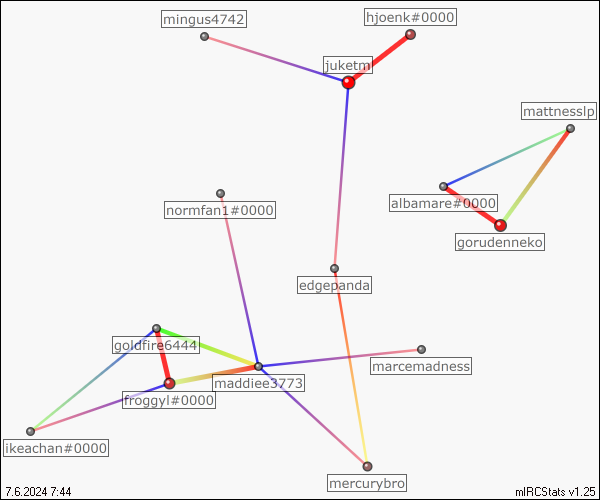 mingus4742
hjoenk#0000
juketm
mattnesslp
albamare#0000
normfan1#0000
gorudenneko
edgepanda
goldfire6444
marcemadness
maddiee3773
froggyl#0000
ikeachan#0000
mercurybro
7.6.2024 7:44
mIRCStats v1.25